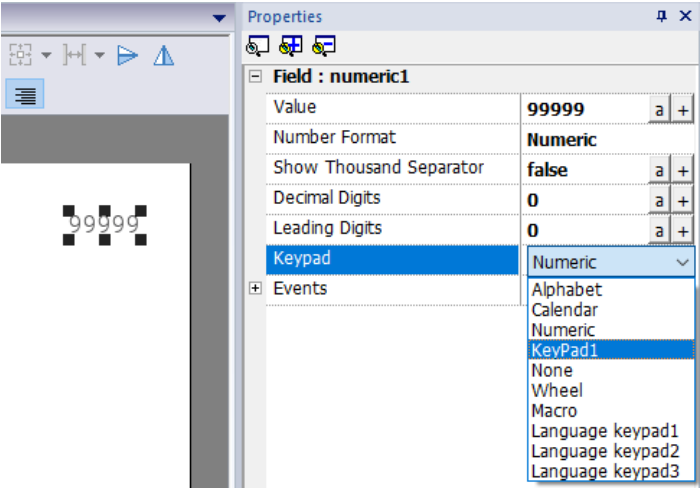 Properties
Field : numeric1
Value 99999 a +
Number Format Numeric
Show Thousand Separator false a +
Decimal Digits 0 a +
Leading Digits 0 a +
Keypad Numeric
Events
Alphabet
Calendar
Numeric
KeyPad1
None
Wheel
Macro
Language keypad1
Language keypad2
Language keypad3
99999